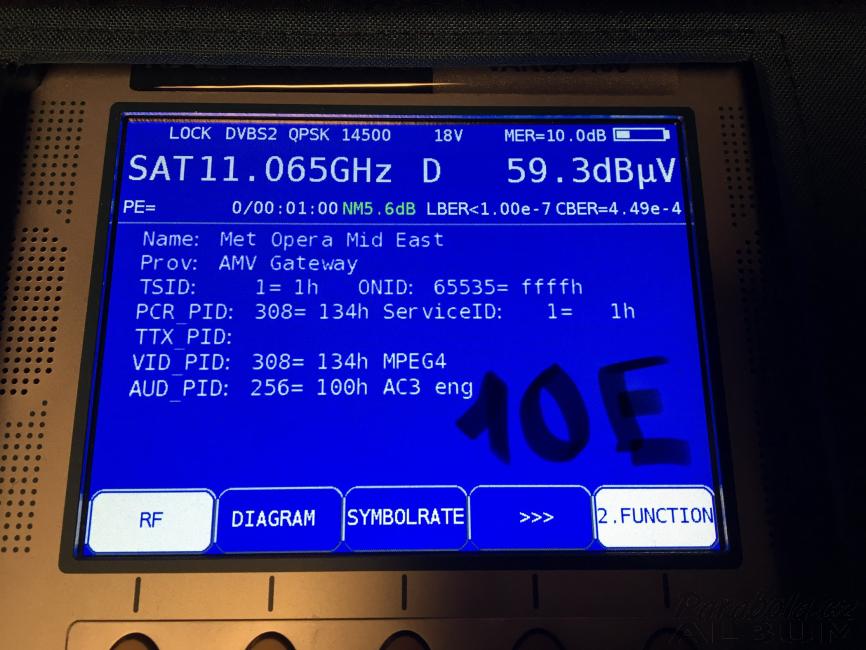 LOCK DVBS2 QPSK 14500 18V MER=10.0dB
SAT 11.065GHz D 59.3dBµV
PE= 0/00:01:00 NM5.6dB LBER<1.00e-7 CBER=4.49e-4
Name: Met Opera Mid East
Prov: AMV Gateway
TSID: 1= 1h ONID: 65535= ffffh
PCR_PID: 308= 134h ServiceID: 1= 1h
TTX_PID:
VID_PID: 308= 134h MPEG4
AUD_PID: 256= 100h AC3 eng
10E
RF DIAGRAM SYMBOLRATE >>> 2.FUNCTION
ALBUM